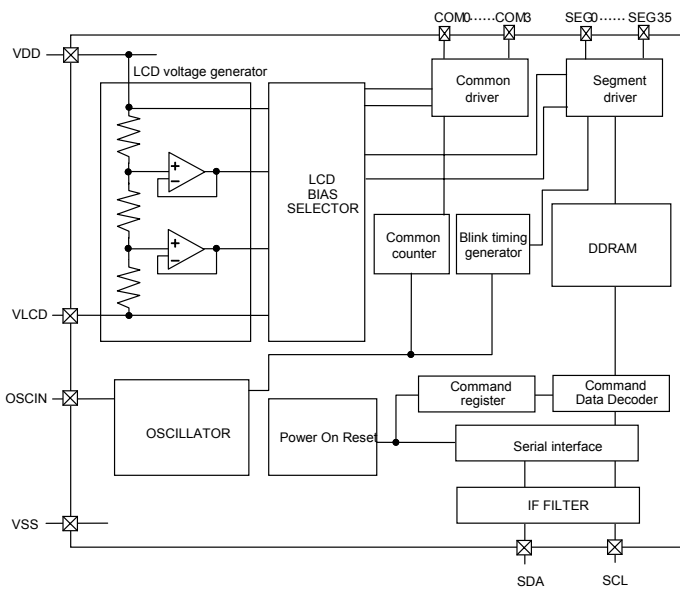 COM0 ······ COM3
SEG0 ······ SEG35
VDD
LCD voltage generator
Common
driver
Segment
driver
+
−
LCD
BIAS
SELECTOR
+
−
Common
counter
Blink timing
generator
DDRAM
VLCD
OSCIN
OSCILLATOR
Power On Reset
Command
register
Command
Data Decoder
Serial interface
IF FILTER
VSS
SDA
SCL